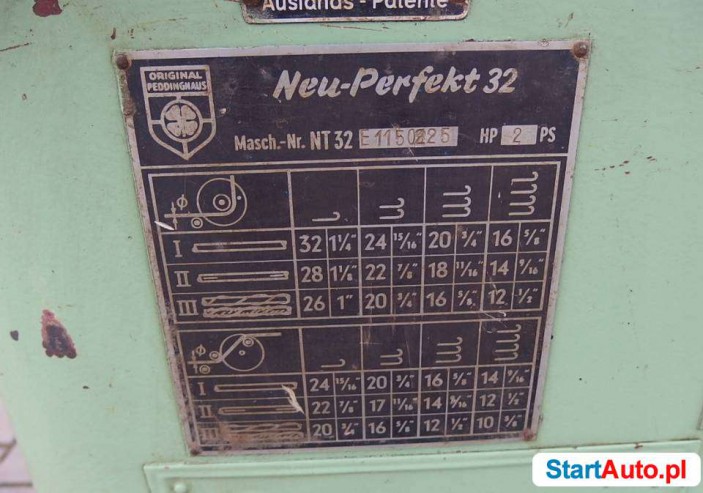 Auslands - Patente
ORIGINAL
PEDDINGHAUS
Neu-Perfekt 32
Masch.-Nr. NT 32 E1150225 HP 2 PS
I 32 1¼" 24 15/16" 20 ¾" 16 5/8"
II 28 1⅛" 22 7/8" 18 11/16" 14 9/16"
III 26 1" 20 ¾" 16 5/8" 12 ½"
I 24 15/16" 20 ¾" 16 5/8" 14 9/16"
II 22 7/8" 17 11/16" 14 9/16" 12 ½"
III 20 ¾" 16 5/8" 12 ½" 10 3/8"
StartAuto.pl